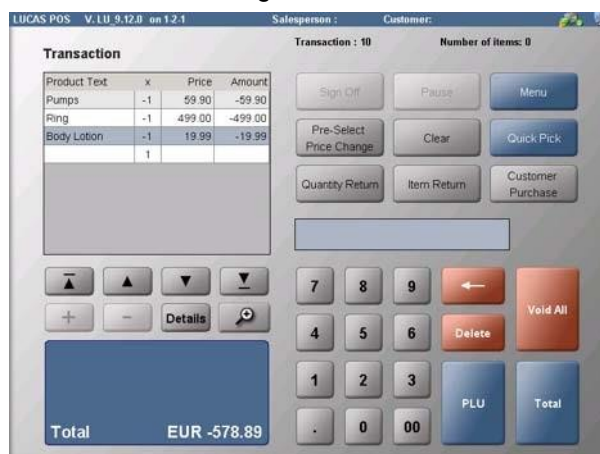 LUCAS POS V. LU_9.12.0 on 1-2-1 Salesperson : Customer:
Transaction
Transaction : 10 Number of items: 0
Product Text x Price Amount
Pumps -1 59.90 -59.90
Ring -1 499.00 -499.00
Body Lotion -1 19.99 -19.99
1
Sign Off Pause Menu
Pre-Select
Price Change
Clear Quick Pick
Quantity Return Item Return Customer
Purchase
+ - Details
7 8 9
Void All
4 5 6 Delete
1 2 3
PLU Total
. 0 00
Total EUR -578.89